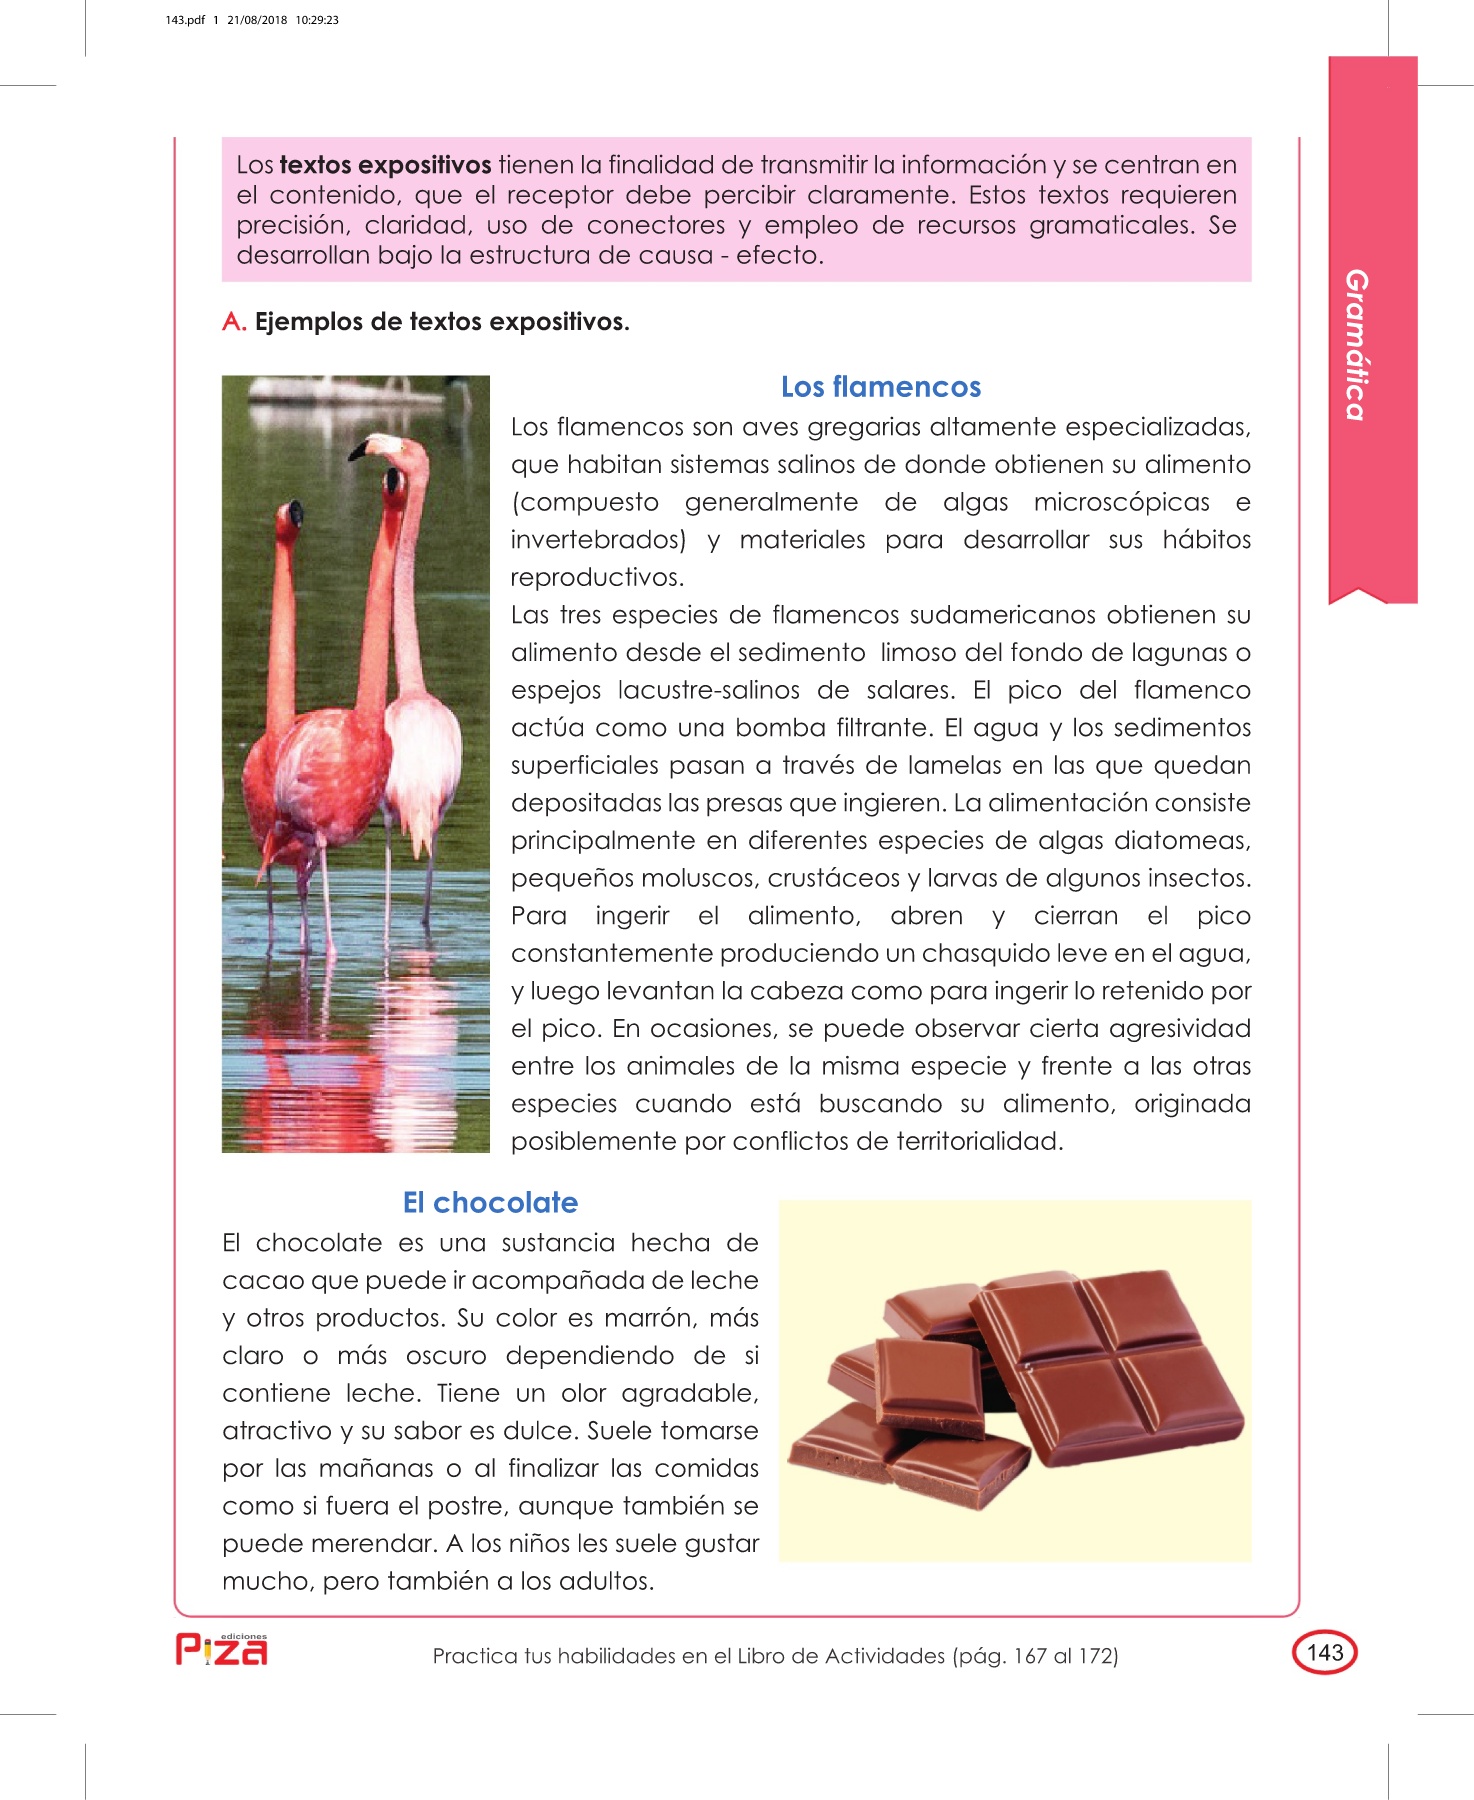 143.pdf 1 21/08/2018 10:29:23
Los textos expositivos tienen la finalidad de transmitir la información y se centran en
el contenido, que el receptor debe percibir claramente. Estos textos requieren
precisión, claridad, uso de conectores y empleo de recursos gramaticales. Se
desarrollan bajo la estructura de causa - efecto.
Gramática
A. Ejemplos de textos expositivos.
Los flamencos
Los flamencos son aves gregarias altamente especializadas,
que habitan sistemas salinos de donde obtienen su alimento
(compuesto generalmente de algas microscópicas e
invertebrados) y materiales para desarrollar sus hábitos
reproductivos.
Las tres especies de flamencos sudamericanos obtienen su
alimento desde el sedimento limoso del fondo de lagunas o
espejos lacustre-salinos de salares. El pico del flamenco
actúa como una bomba filtrante. El agua y los sedimentos
superficiales pasan a través de lamelas en las que quedan
depositadas las presas que ingieren. La alimentación consiste
principalmente en diferentes especies de algas diatomeas,
pequeños moluscos, crustáceos y larvas de algunos insectos.
Para ingerir el alimento, abren y cierran el pico
constantemente produciendo un chasquido leve en el agua,
y luego levantan la cabeza como para ingerir lo retenido por
el pico. En ocasiones, se puede observar cierta agresividad
entre los animales de la misma especie y frente a las otras
especies cuando está buscando su alimento, originada
posiblemente por conflictos de territorialidad.
El chocolate
El chocolate es una sustancia hecha de
cacao que puede ir acompañada de leche
y otros productos. Su color es marrón, más
claro o más oscuro dependiendo de si
contiene leche. Tiene un olor agradable,
atractivo y su sabor es dulce. Suele tomarse
por las mañanas o al finalizar las comidas
como si fuera el postre, aunque también se
puede merendar. A los niños les suele gustar
mucho, pero también a los adultos.
ediciones
Piza
Practica tus habilidades en el Libro de Actividades (pág. 167 al 172)
143